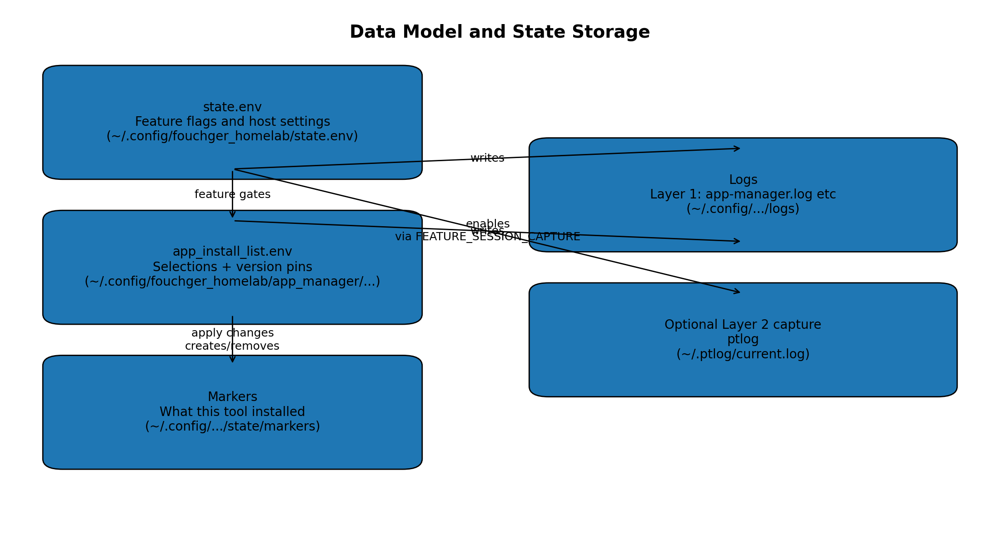 Data Model and State Storage
state.env
Feature flags and host settings
(~/.config/fouchger_homelab/state.env)
writes
Logs
Layer 1: app-manager.log etc
(~/.config/.../logs)
feature gates
enables
writes
via FEATURE_SESSION_CAPTURE
app_install_list.env
Selections + version pins
(~/.config/fouchger_homelab/app_manager/...)
Optional Layer 2 capture
ptlog
(~/.ptlog/current.log)
apply changes
creates/removes
Markers
What this tool installed
(~/.config/.../state/markers)